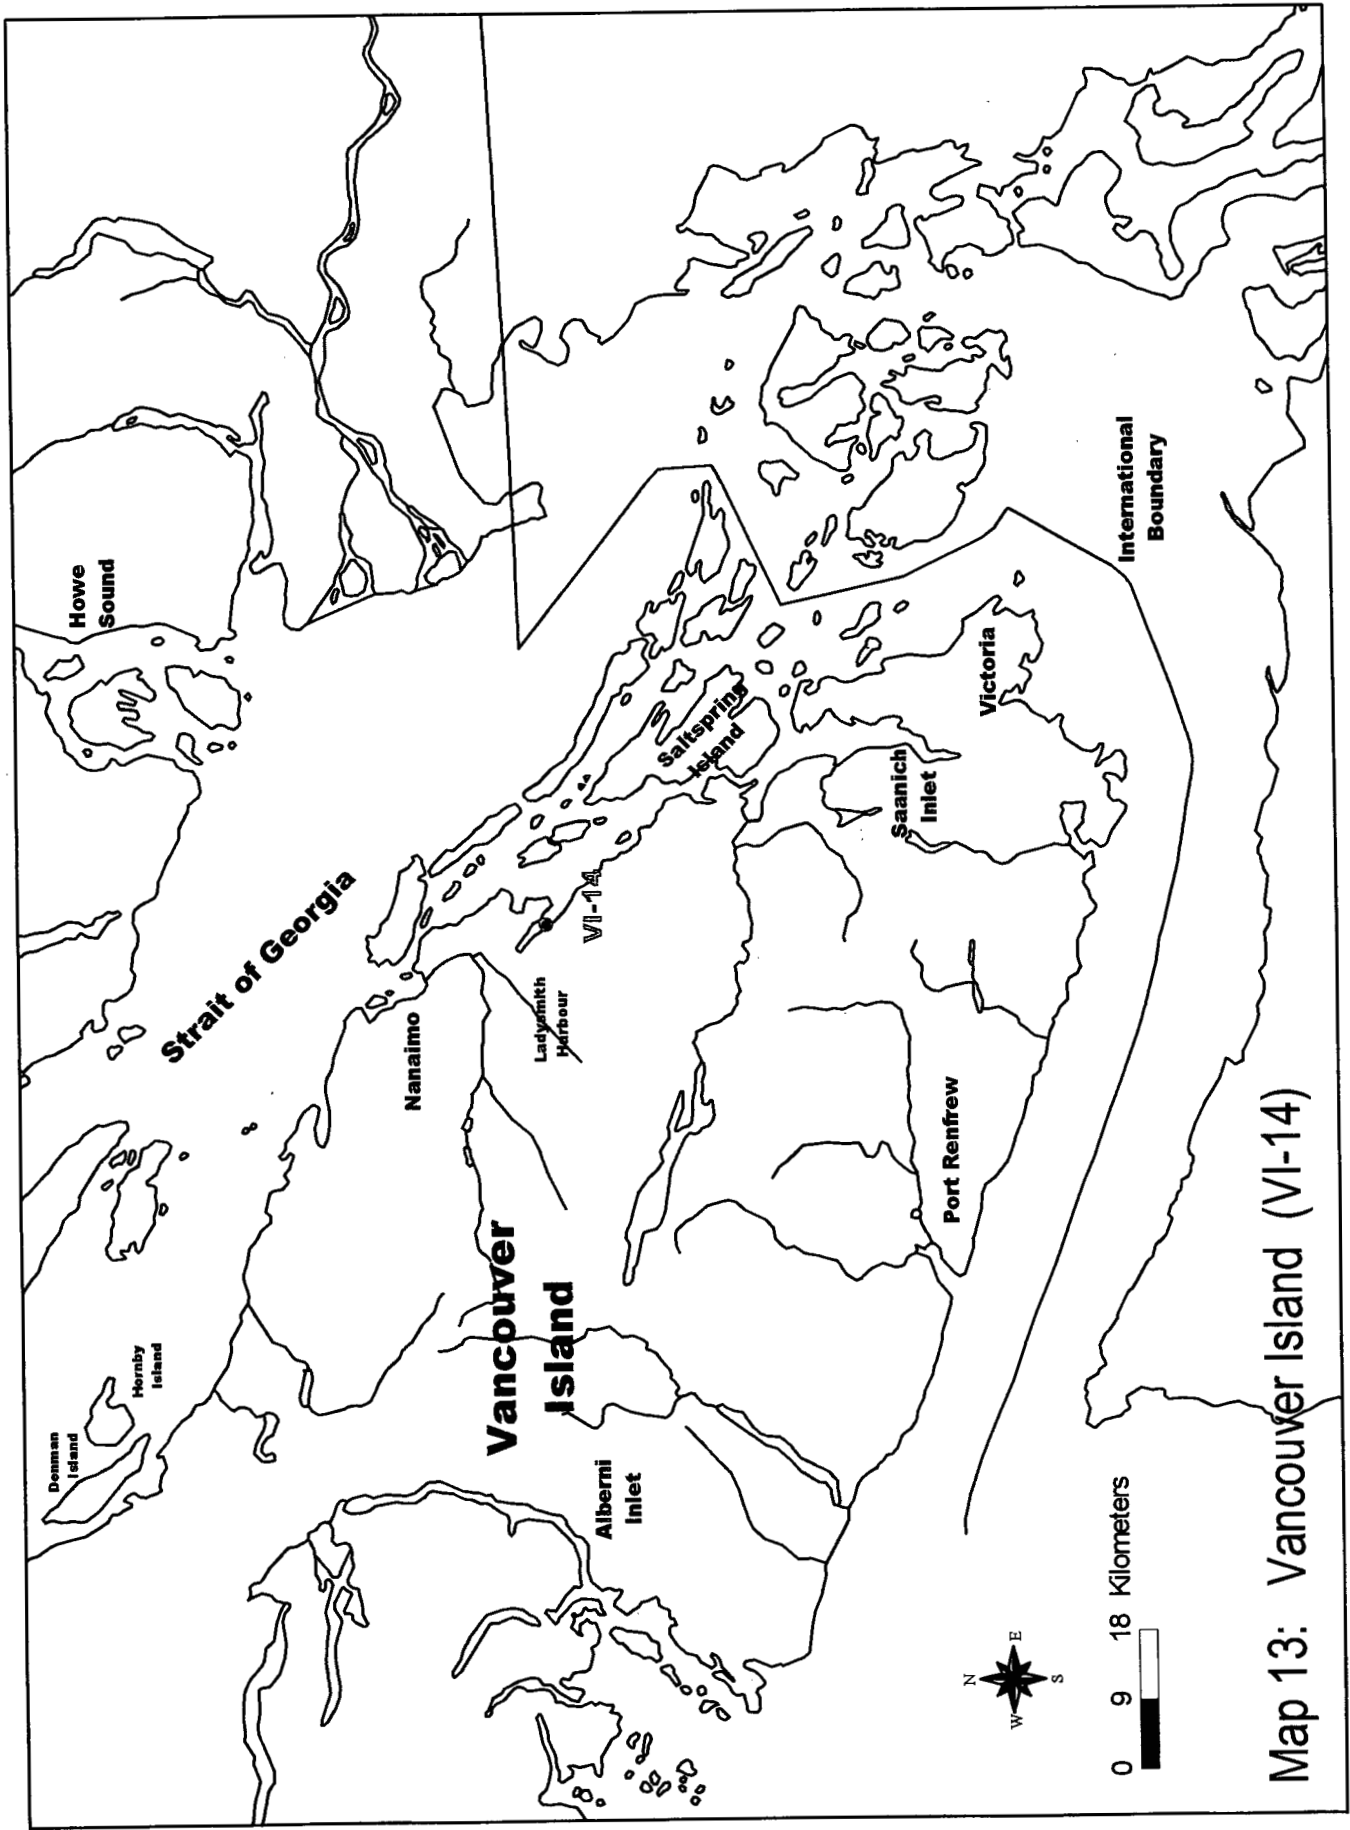 Denman
Island
Hornby
Island
Howe
Sound
Strait of Georgia
Nanaimo
Ladysmith
Harbour
VI-14
Vancouver
Island
Alberni
Inlet
Saltspring
Island
Saanich
Inlet
Victoria
Port Renfrew
International
Boundary
N
W
E
S
0 9 18 Kilometers
Map 13: Vancouver Island (VI-14)